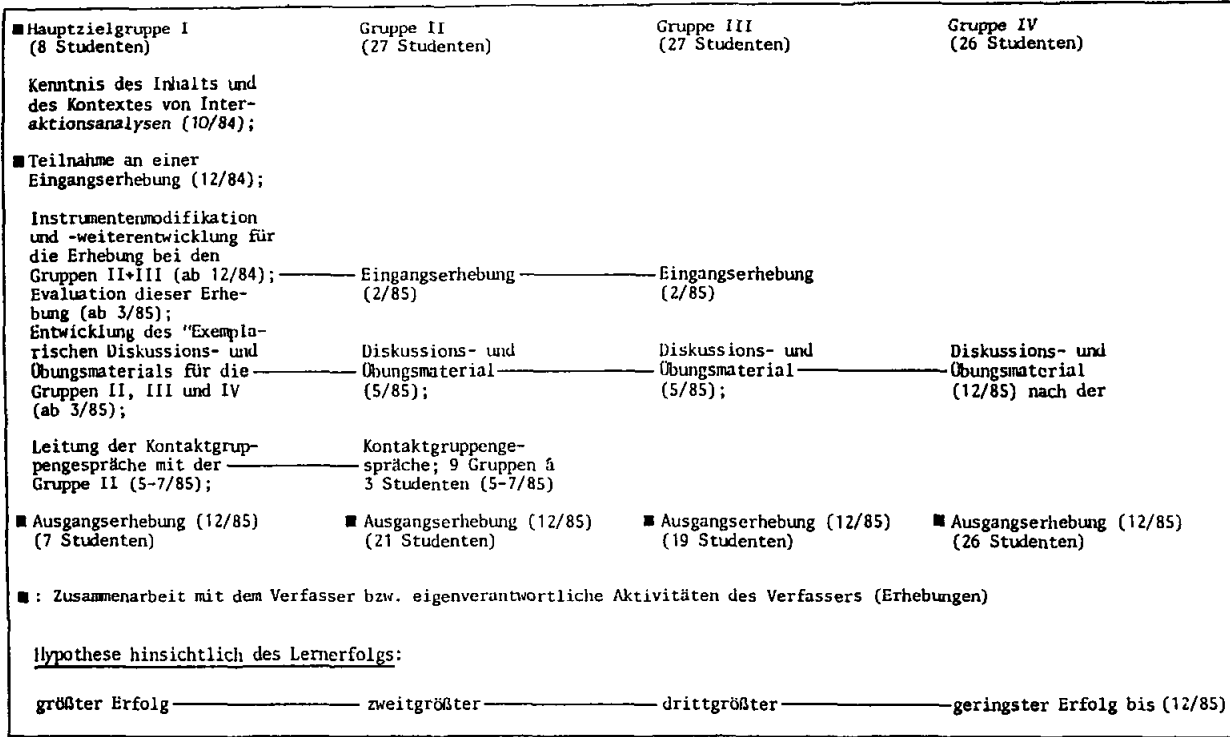 ■Hauptzielgruppe I Gruppe II Gruppe III Gruppe IV
(8 Studenten) (27 Studenten) (27 Studenten) (26 Studenten)
Kenntnis des Inhalts und
des Kontextes von Inter-
aktionsanalysen (10/84);
■Teilnahme an einer
Eingangserhebung (12/84);
Instrumentenmodifikation
und -weiterentwicklung für
die Erhebung bei den
Gruppen II+III (ab 12/84); Eingangserhebung Eingangserhebung
Evaluation dieser Erhe- (2/85) (2/85)
bung (ab 3/85);
Entwicklung des "Exempla-
rischen Diskussions- und Diskussions- und Diskussions- und Diskussions- und
Übungsmaterials für die Übungsmaterial Übungsmaterial Übungsmaterial
Gruppen II, III und IV (5/85); (5/85); (12/85) nach der
(ab 3/85);
Leitung der Kontaktgrup- Kontaktgruppenge-
pengespräche mit der spräche; 9 Gruppen à
Gruppe II (5-7/85); 3 Studenten (5-7/85)
■ Ausgangserhebung (12/85) ■ Ausgangserhebung (12/85) ■ Ausgangserhebung (12/85) ■ Ausgangserhebung (12/85)
(7 Studenten) (21 Studenten) (19 Studenten) (26 Studenten)
■: Zusammenarbeit mit dem Verfasser bzw. eigenverantwortliche Aktivitäten des Verfassers (Erhebungen)
Hypothese hinsichtlich des Lernerfolgs:
größter Erfolg zweitgrößter drittgrößter geringster Erfolg bis (12/85)